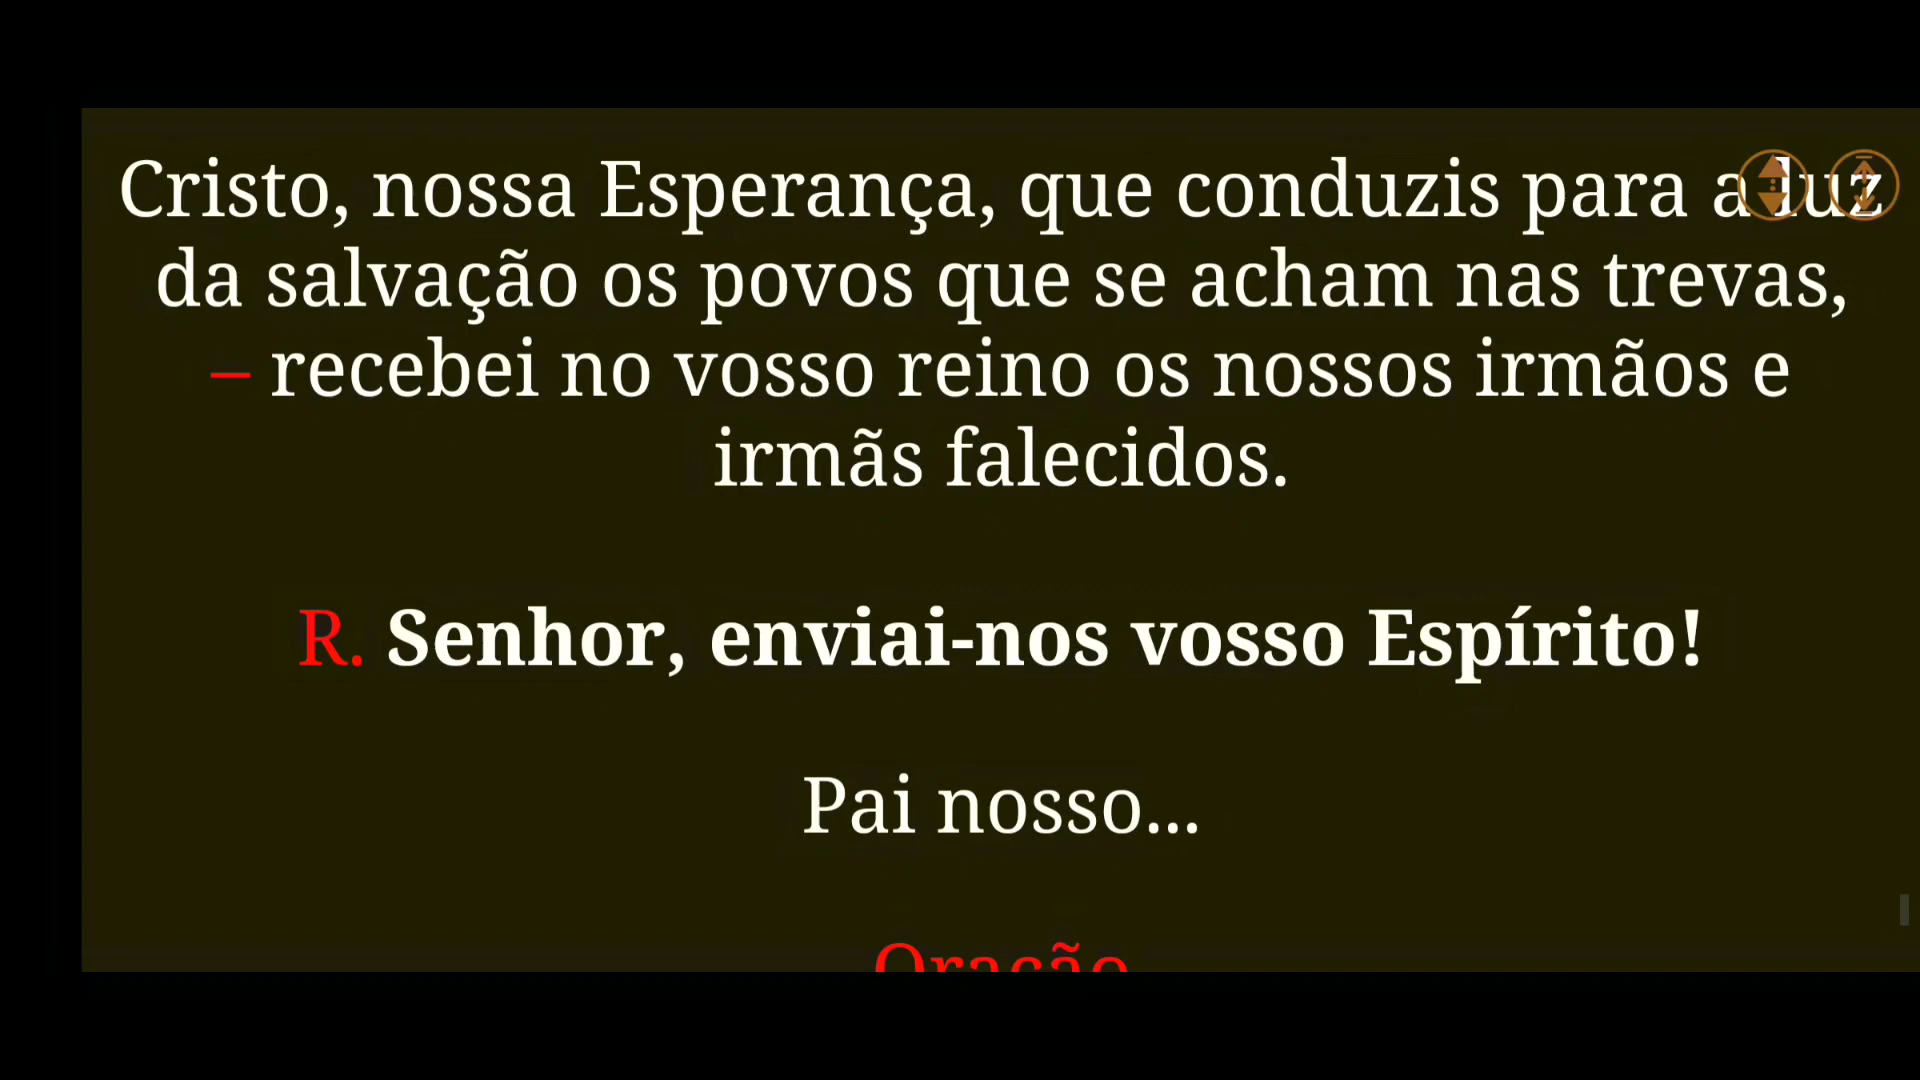 Cristo, nossa Esperança, que conduzis para a luz
da salvação os povos que se acham nas trevas,
– recebei no vosso reino os nossos irmãos e
irmãs falecidos.
R. Senhor, enviai-nos vosso Espírito!
Pai nosso...
Oração